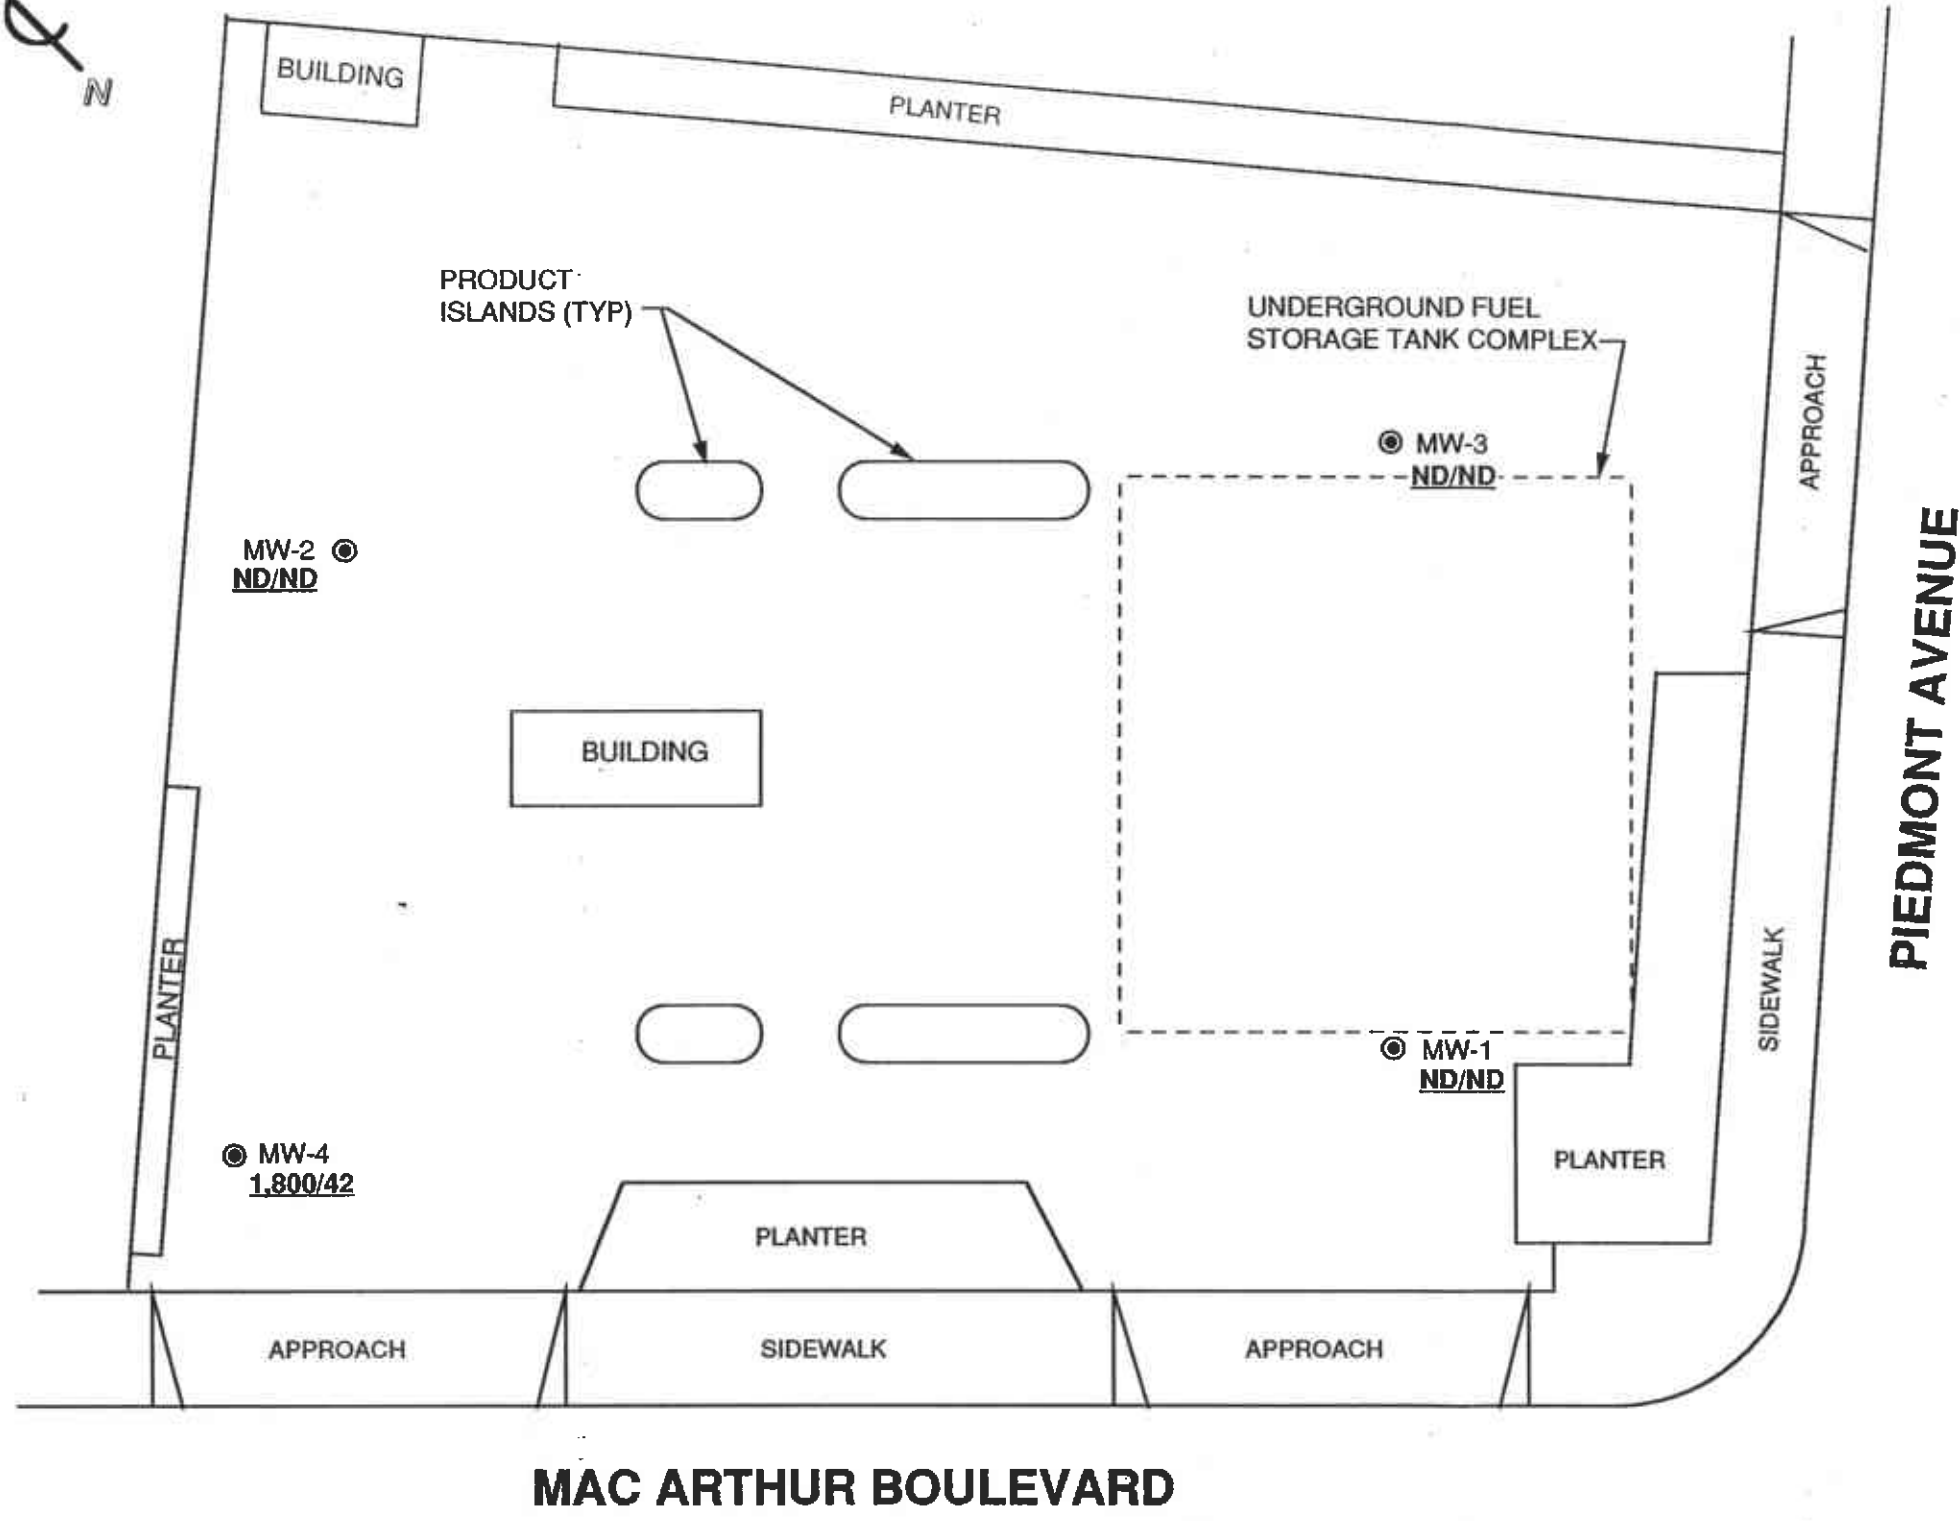 N
BUILDING
PLANTER
PRODUCT
ISLANDS (TYP)
UNDERGROUND FUEL
STORAGE TANK COMPLEX
APPROACH
MW-3
ND/ND
MW-2
ND/ND
PIEDMONT AVENUE
BUILDING
PLANTER
SIDEWALK
MW-1
ND/ND
MW-4
1,800/42
PLANTER
PLANTER
APPROACH
SIDEWALK
APPROACH
MAC ARTHUR BOULEVARD